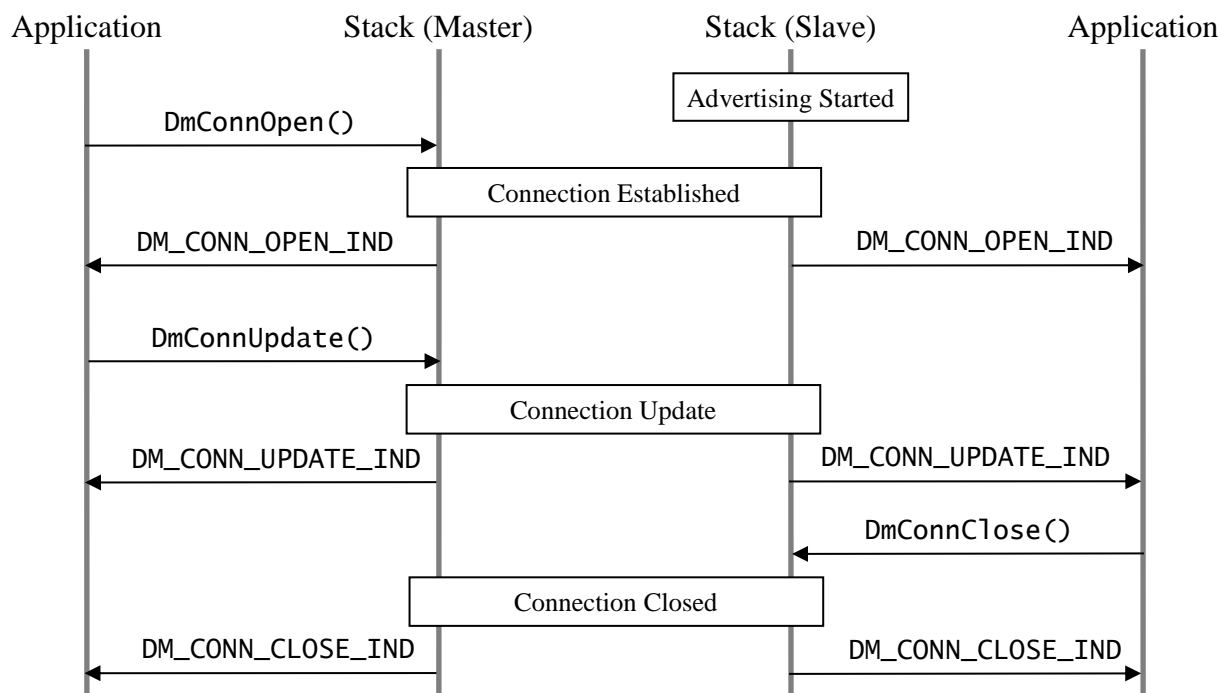 Application
Stack (Master)
Stack (Slave)
Application
Advertising Started
DmConnOpen()
Connection Established
DM_CONN_OPEN_IND
DM_CONN_OPEN_IND
DmConnUpdate()
Connection Update
DM_CONN_UPDATE_IND
DM_CONN_UPDATE_IND
DmConnClose()
Connection Closed
DM_CONN_CLOSE_IND
DM_CONN_CLOSE_IND